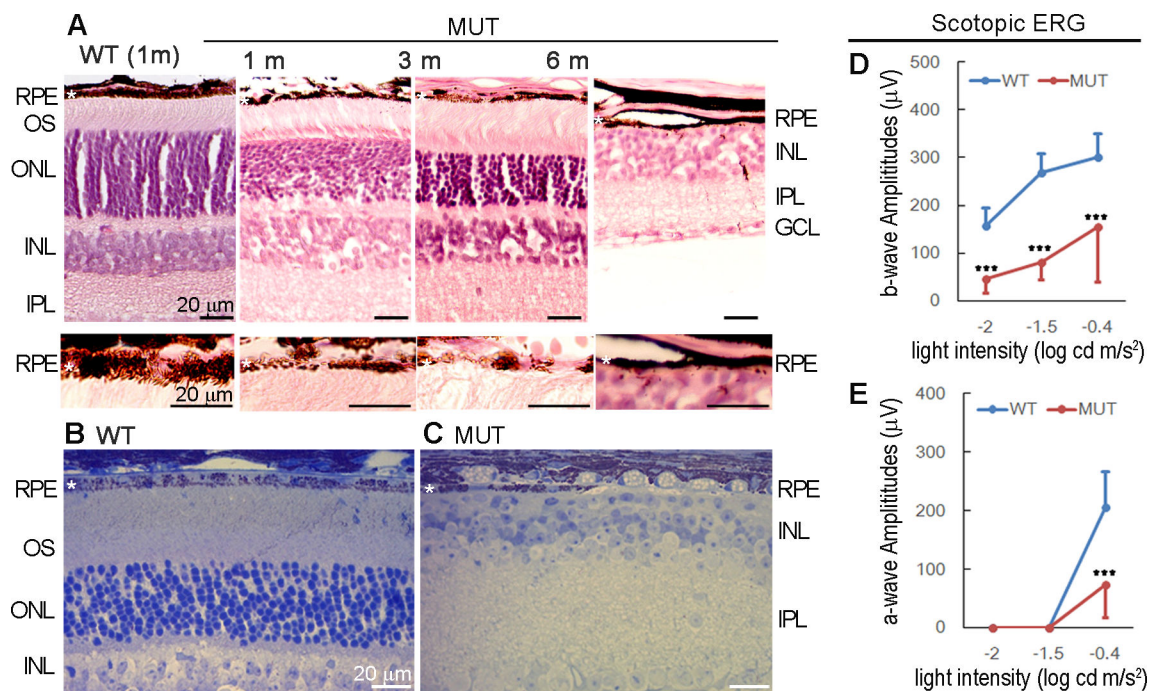 A
MUT
WT (1m)
1 m
3 m
6 m
RPE
*
OS
ONL
INL
IPL
20 μm
*
*
*
RPE
INL
IPL
GCL
RPE
*
20 μm
*
*
*
RPE
B WT
RPE
*
OS
ONL
INL
20 μm
C MUT
*
RPE
INL
IPL
Scotopic ERG
D
WT MUT
b-wave Amplitudes (μV)
500
400
300
200
100
0
***
***
***
-2 -1.5 -0.4
light intensity (log cd m/s²)
E
WT MUT
a-wave Amplitudes (μV)
400
300
200
100
0
***
-2 -1.5 -0.4
light intensity (log cd m/s²)